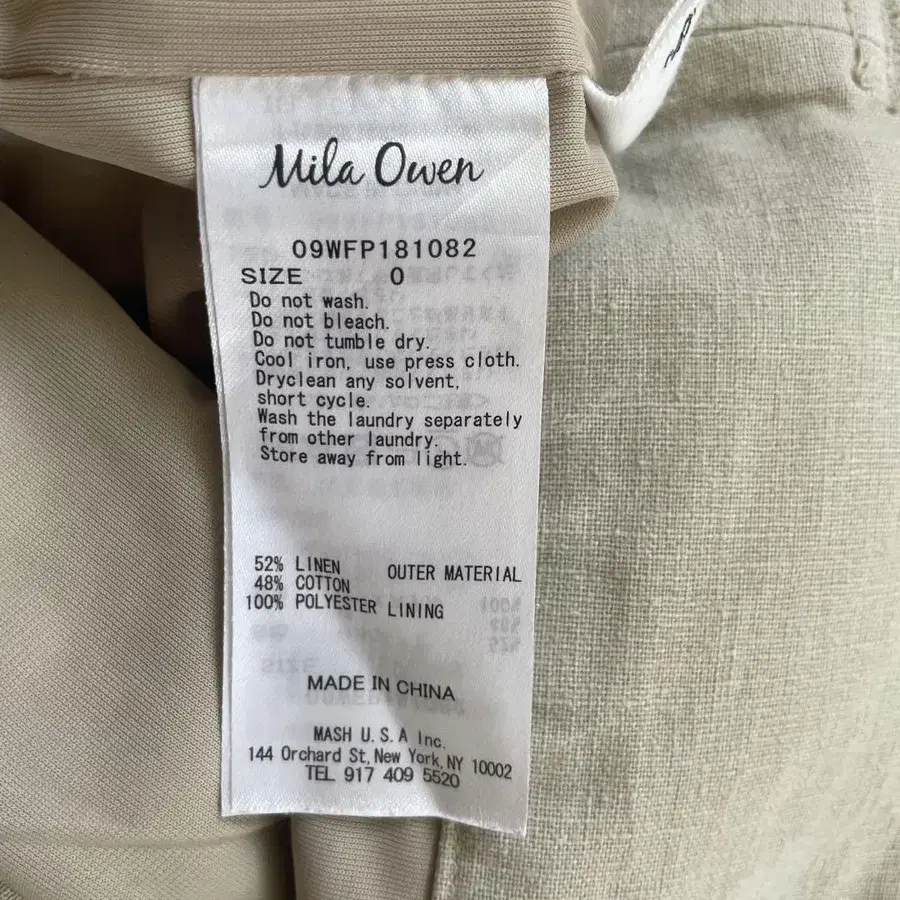 Mila Owen
09WFP181082
SIZE 0
Do not wash.
Do not bleach.
Do not tumble dry.
Cool iron, use press cloth.
Dryclean any solvent,
short cycle.
Wash the laundry separately
from other laundry.
Store away from light.
52% LINEN OUTER MATERIAL
48% COTTON
100% POLYESTER LINING
MADE IN CHINA
MASH U.S.A Inc.
144 Orchard St, New York, NY 10002
TEL 917 409 5520